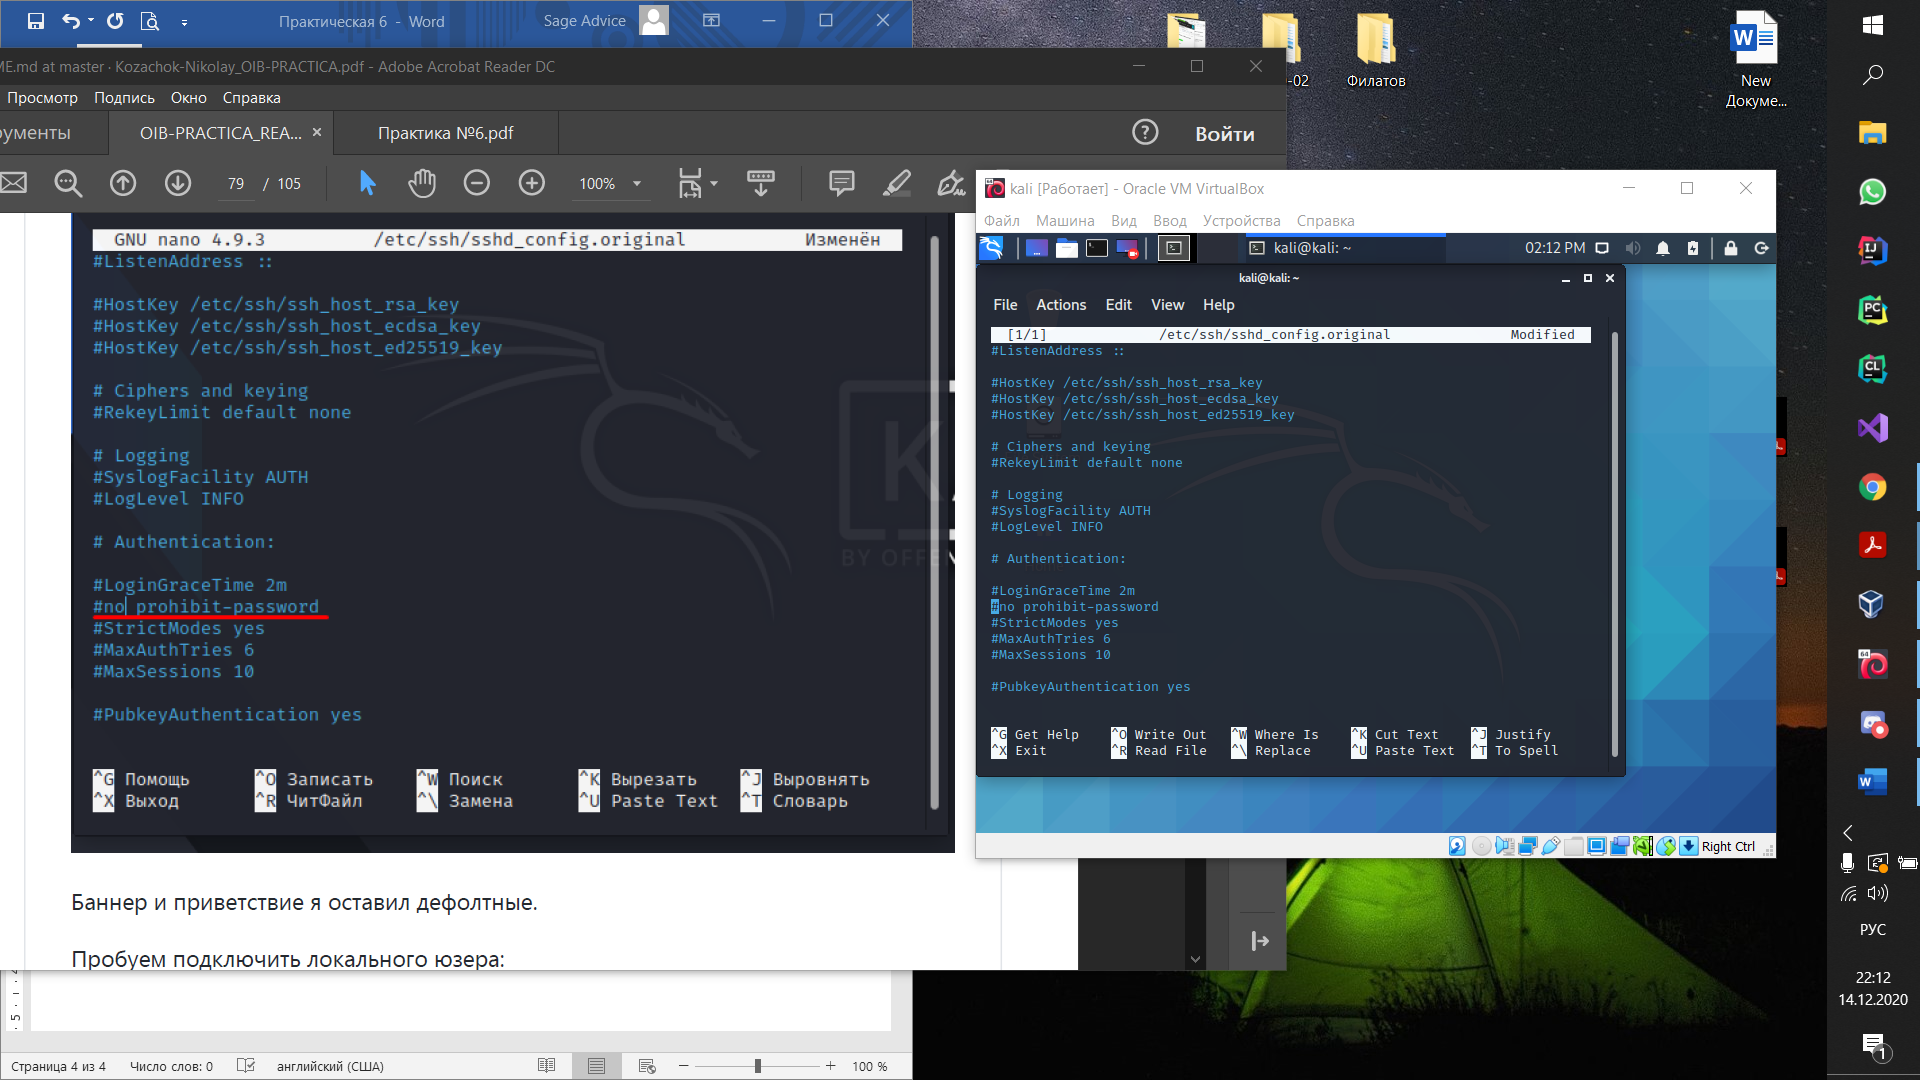 Практическая 6 - Word
Sage Advice
ME.md at master · Kozachok-Nikolay_OIB-PRACTICA.pdf - Adobe Acrobat Reader DC
Просмотр Подпись Окно Справка
рументы
OIB-PRACTICA_REA... ×
Практика №6.pdf
Войти
79 / 105
100%
GNU nano 4.9.3 /etc/ssh/sshd_config.original Изменён
#ListenAddress ::
#HostKey /etc/ssh/ssh_host_rsa_key
#HostKey /etc/ssh/ssh_host_ecdsa_key
#HostKey /etc/ssh/ssh_host_ed25519_key
# Ciphers and keying
#RekeyLimit default none
# Logging
#SyslogFacility AUTH
#LogLevel INFO
# Authentication:
#LoginGraceTime 2m
#no prohibit-password
#StrictModes yes
#MaxAuthTries 6
#MaxSessions 10
#PubkeyAuthentication yes
^G Помощь ^O Записать ^W Поиск ^K Вырезать ^J Выровнять
^X Выход ^R ЧитФайл ^\ Замена ^U Paste Text ^T Словарь
BY OFFEN
Баннер и приветствие я оставил дефолтные.
Пробуем подключить локального юзера:
Страница 4 из 4 Число слов: 0 английский (США) 100 %
-02
Филатов
New
Докуме...
kali [Работает] - Oracle VM VirtualBox
Файл Машина Вид Ввод Устройства Справка
kali@kali: ~ 02:12 PM
kali@kali: ~
File Actions Edit View Help
[1/1] /etc/ssh/sshd_config.original Modified
#ListenAddress ::
#HostKey /etc/ssh/ssh_host_rsa_key
#HostKey /etc/ssh/ssh_host_ecdsa_key
#HostKey /etc/ssh/ssh_host_ed25519_key
# Ciphers and keying
#RekeyLimit default none
# Logging
#SyslogFacility AUTH
#LogLevel INFO
# Authentication:
#LoginGraceTime 2m
#no prohibit-password
#StrictModes yes
#MaxAuthTries 6
#MaxSessions 10
#PubkeyAuthentication yes
^G Get Help ^O Write Out ^W Where Is ^K Cut Text ^J Justify
^X Exit ^R Read File ^\ Replace ^U Paste Text ^T To Spell
Right Ctrl
РУС
22:12
14.12.2020
1